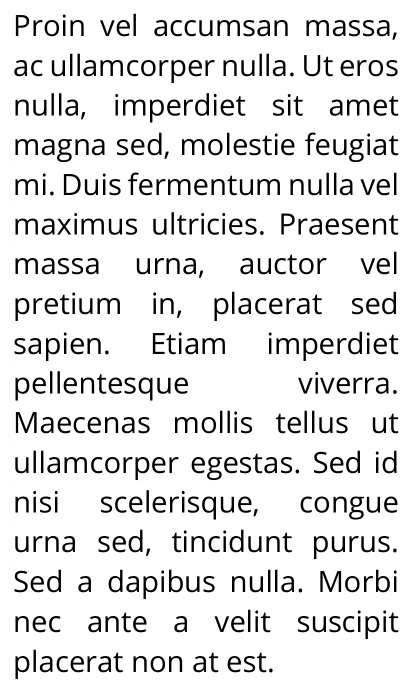 Proin vel accumsan massa,
ac ullamcorper nulla. Ut eros
nulla, imperdiet sit amet
magna sed, molestie feugiat
mi. Duis fermentum nulla vel
maximus ultricies. Praesent
massa urna, auctor vel
pretium in, placerat sed
sapien. Etiam imperdiet
pellentesque viverra.
Maecenas mollis tellus ut
ullamcorper egestas. Sed id
nisi scelerisque, congue
urna sed, tincidunt purus.
Sed a dapibus nulla. Morbi
nec ante a velit suscipit
placerat non at est.